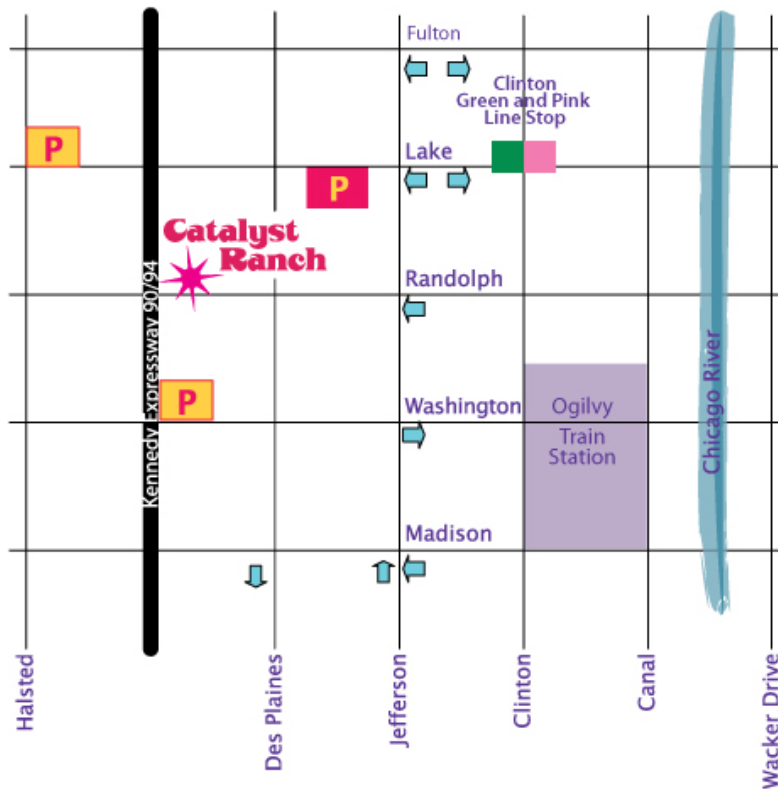 Fulton
Clinton
Green and Pink
Line Stop
P
Lake
P
Catalyst
Ranch
Randolph
Kennedy Expressway 90/94
P
Washington
Ogilvy
Train
Station
Chicago River
Madison
Halsted
Des Plaines
Jefferson
Clinton
Canal
Wacker Drive